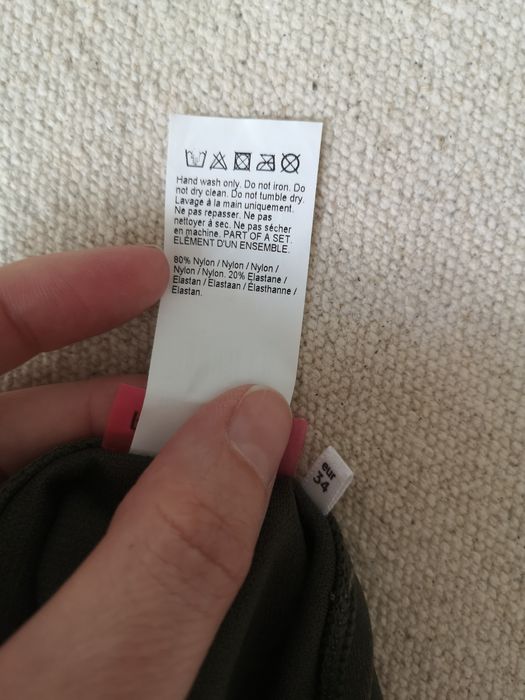 Hand wash only. Do not iron. Do
not dry clean. Do not tumble dry.
Lavage à la main uniquement.
Ne pas repasser. Ne pas
nettoyer à sec. Ne pas sécher
en machine. PART OF A SET.
ELÉMENT D'UN ENSEMBLE.
80% Nylon / Nylon / Nylon /
Nylon / Nylon. 20% Elastane /
Elastan / Elastaan / Élasthanne /
Elastan.
eur
34